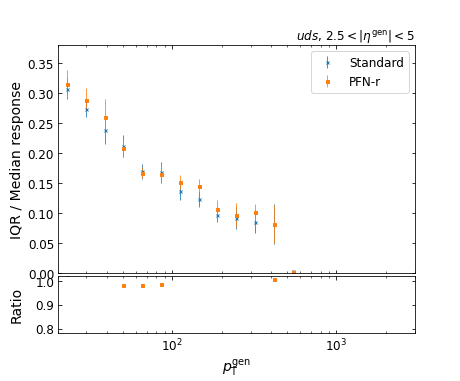 uds, 2.5 < |η^gen| < 5
Standard
PFN-r
IQR / Median response
0.35
0.30
0.25
0.20
0.15
0.10
0.05
0.00
Ratio
1.0
0.9
0.8
10^2
10^3
p_T^gen